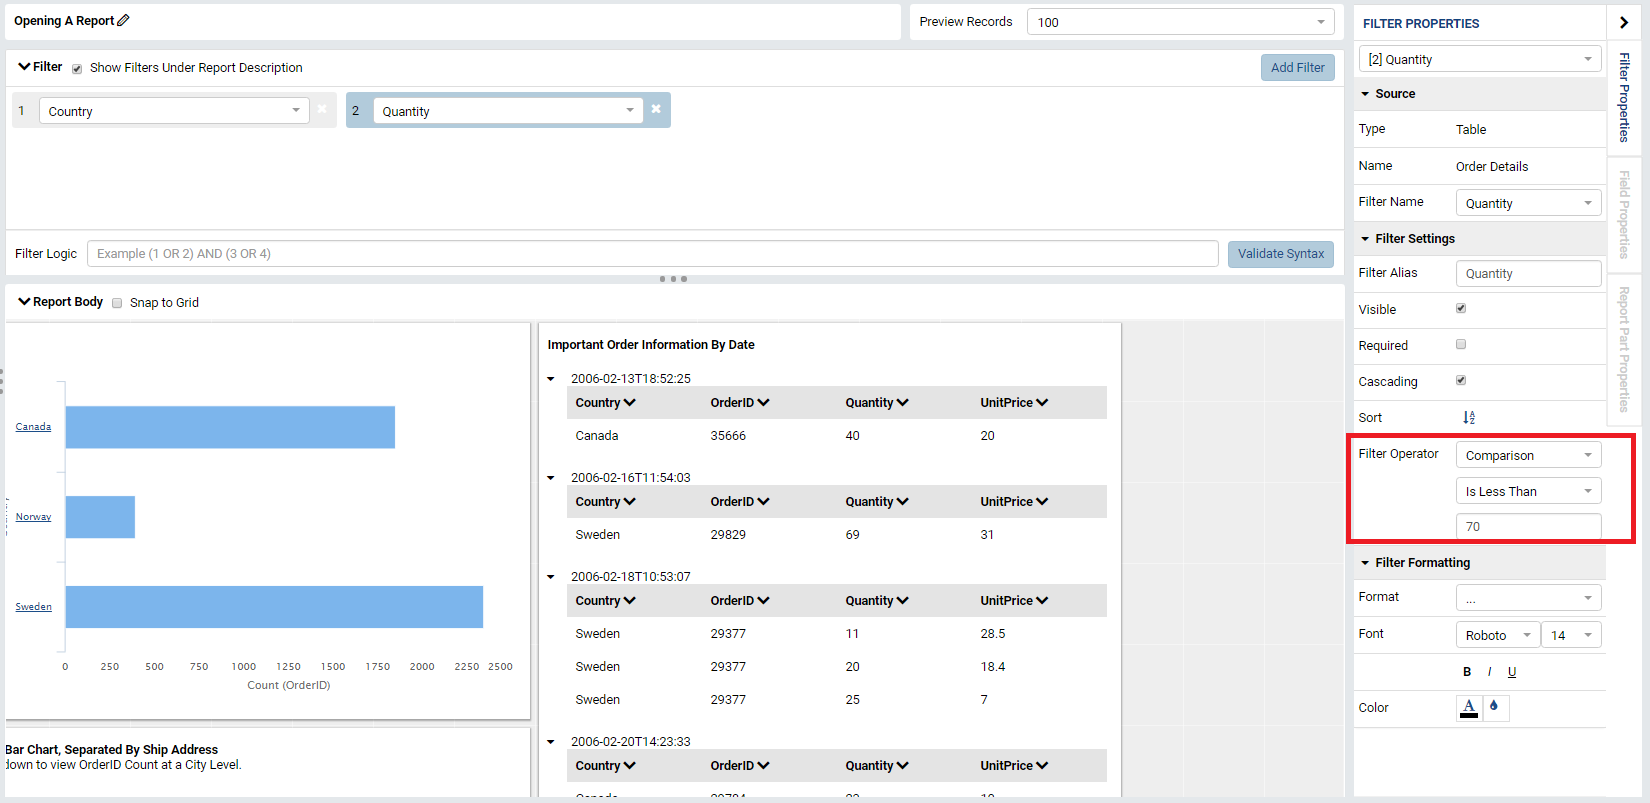 Opening A Report
Preview Records 100
Filter Show Filters Under Report Description Add Filter
1 Country 2 Quantity
Filter Logic Example (1 OR 2) AND (3 OR 4) Validate Syntax
Report Body Snap to Grid
Canada
Norway
Sweden
0 250 500 750 1000 1250 1500 1750 2000 2250 2500
Count (OrderID)
Bar Chart, Separated By Ship Address
down to view OrderID Count at a City Level.
Important Order Information By Date
2006-02-13T18:52:25
Country OrderID Quantity UnitPrice
Canada 35666 40 20
2006-02-16T11:54:03
Country OrderID Quantity UnitPrice
Sweden 29829 69 31
2006-02-18T10:53:07
Country OrderID Quantity UnitPrice
Sweden 29377 11 28.5
Sweden 29377 20 18.4
Sweden 29377 25 7
2006-02-20T14:23:33
Country OrderID Quantity UnitPrice
FILTER PROPERTIES
[2] Quantity
Source
Type Table
Name Order Details
Filter Name Quantity
Filter Settings
Filter Alias Quantity
Visible
Required
Cascading
Sort
Filter Operator Comparison
Is Less Than
70
Filter Formatting
Format ...
Font Roboto 14
B I U
Color A
Filter Properties
Field Properties
Report Part Properties